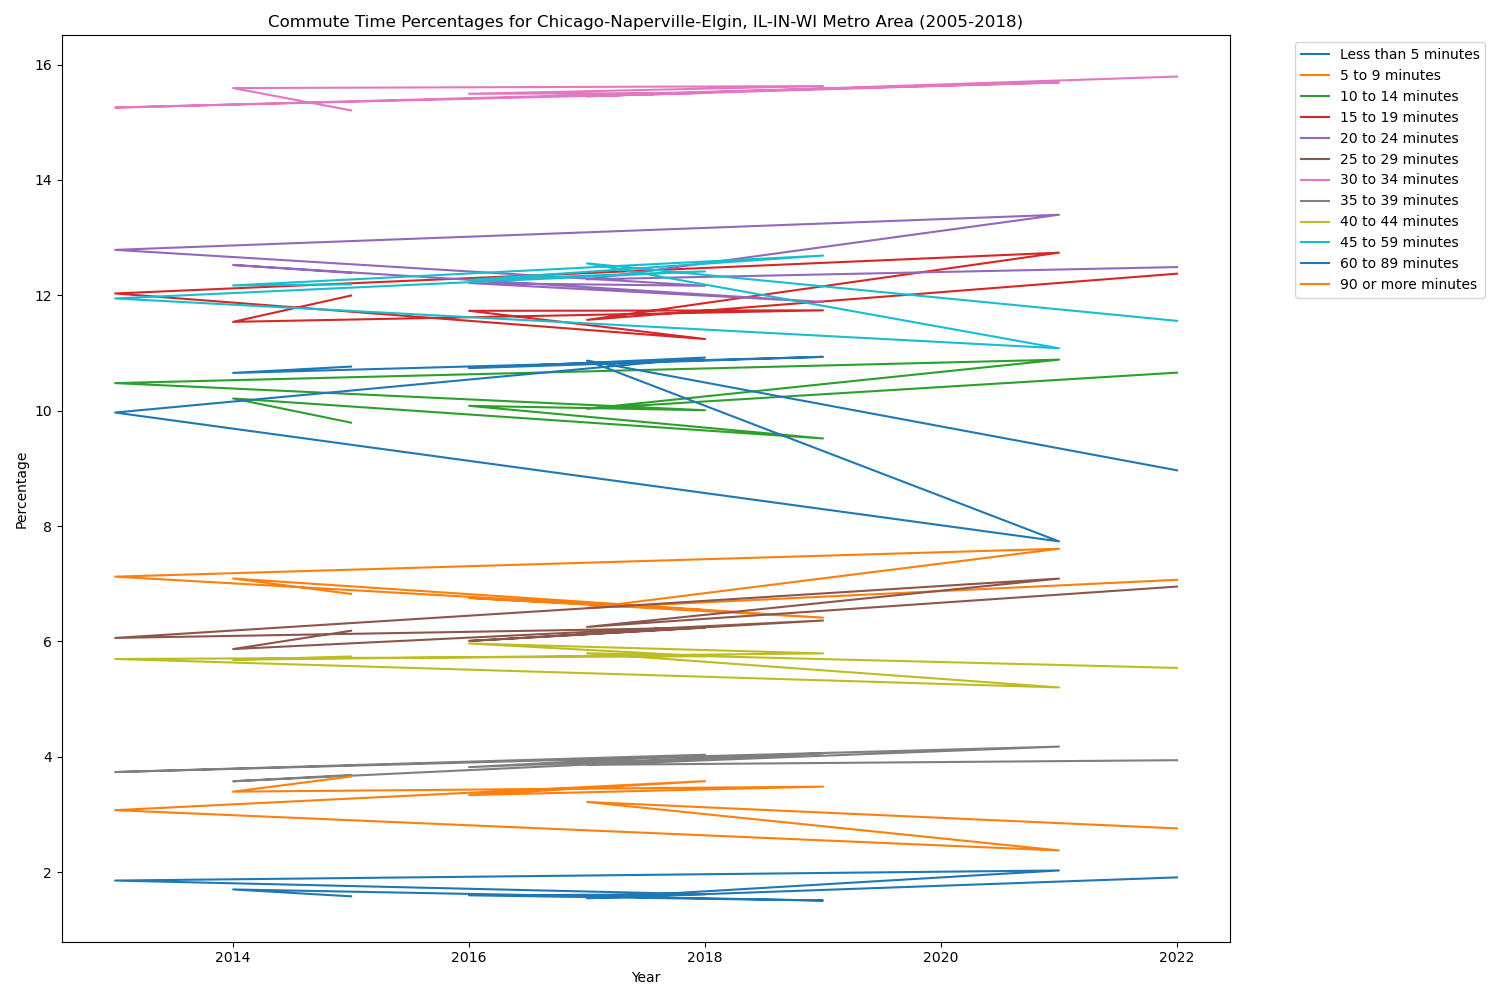 Commute Time Percentages for Chicago-Naperville-Elgin, IL-IN-WI Metro Area (2005-2018)
Less than 5 minutes
5 to 9 minutes
10 to 14 minutes
15 to 19 minutes
20 to 24 minutes
25 to 29 minutes
30 to 34 minutes
35 to 39 minutes
40 to 44 minutes
45 to 59 minutes
60 to 89 minutes
90 or more minutes
Percentage
16
14
12
10
8
6
4
2
2014
2016
2018
2020
2022
Year